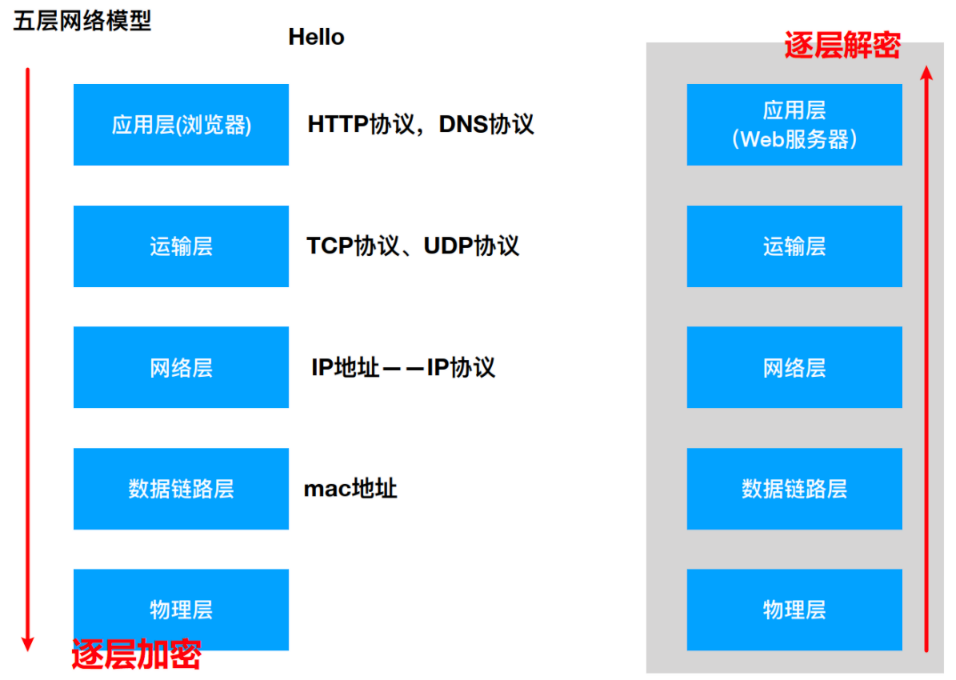 五层网络模型
Hello
逐层解密
应用层(浏览器)
HTTP协议，DNS协议
应用层
（Web服务器）
运输层
TCP协议、UDP协议
运输层
网络层
IP地址——IP协议
网络层
数据链路层
mac地址
数据链路层
物理层
物理层
逐层加密